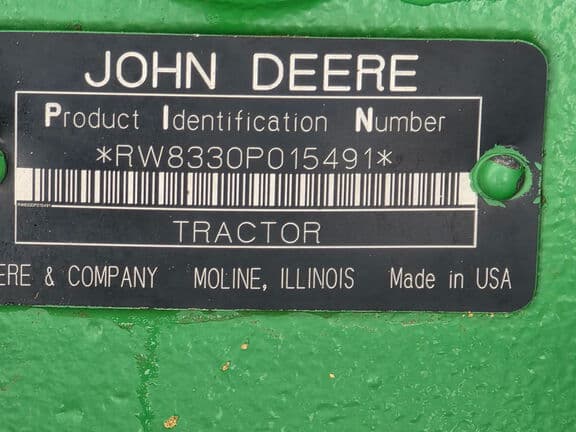 JOHN DEERE
Product Identification Number
*RW8330P015491*
TRACTOR
ERE & COMPANY MOLINE, ILLINOIS Made in USA